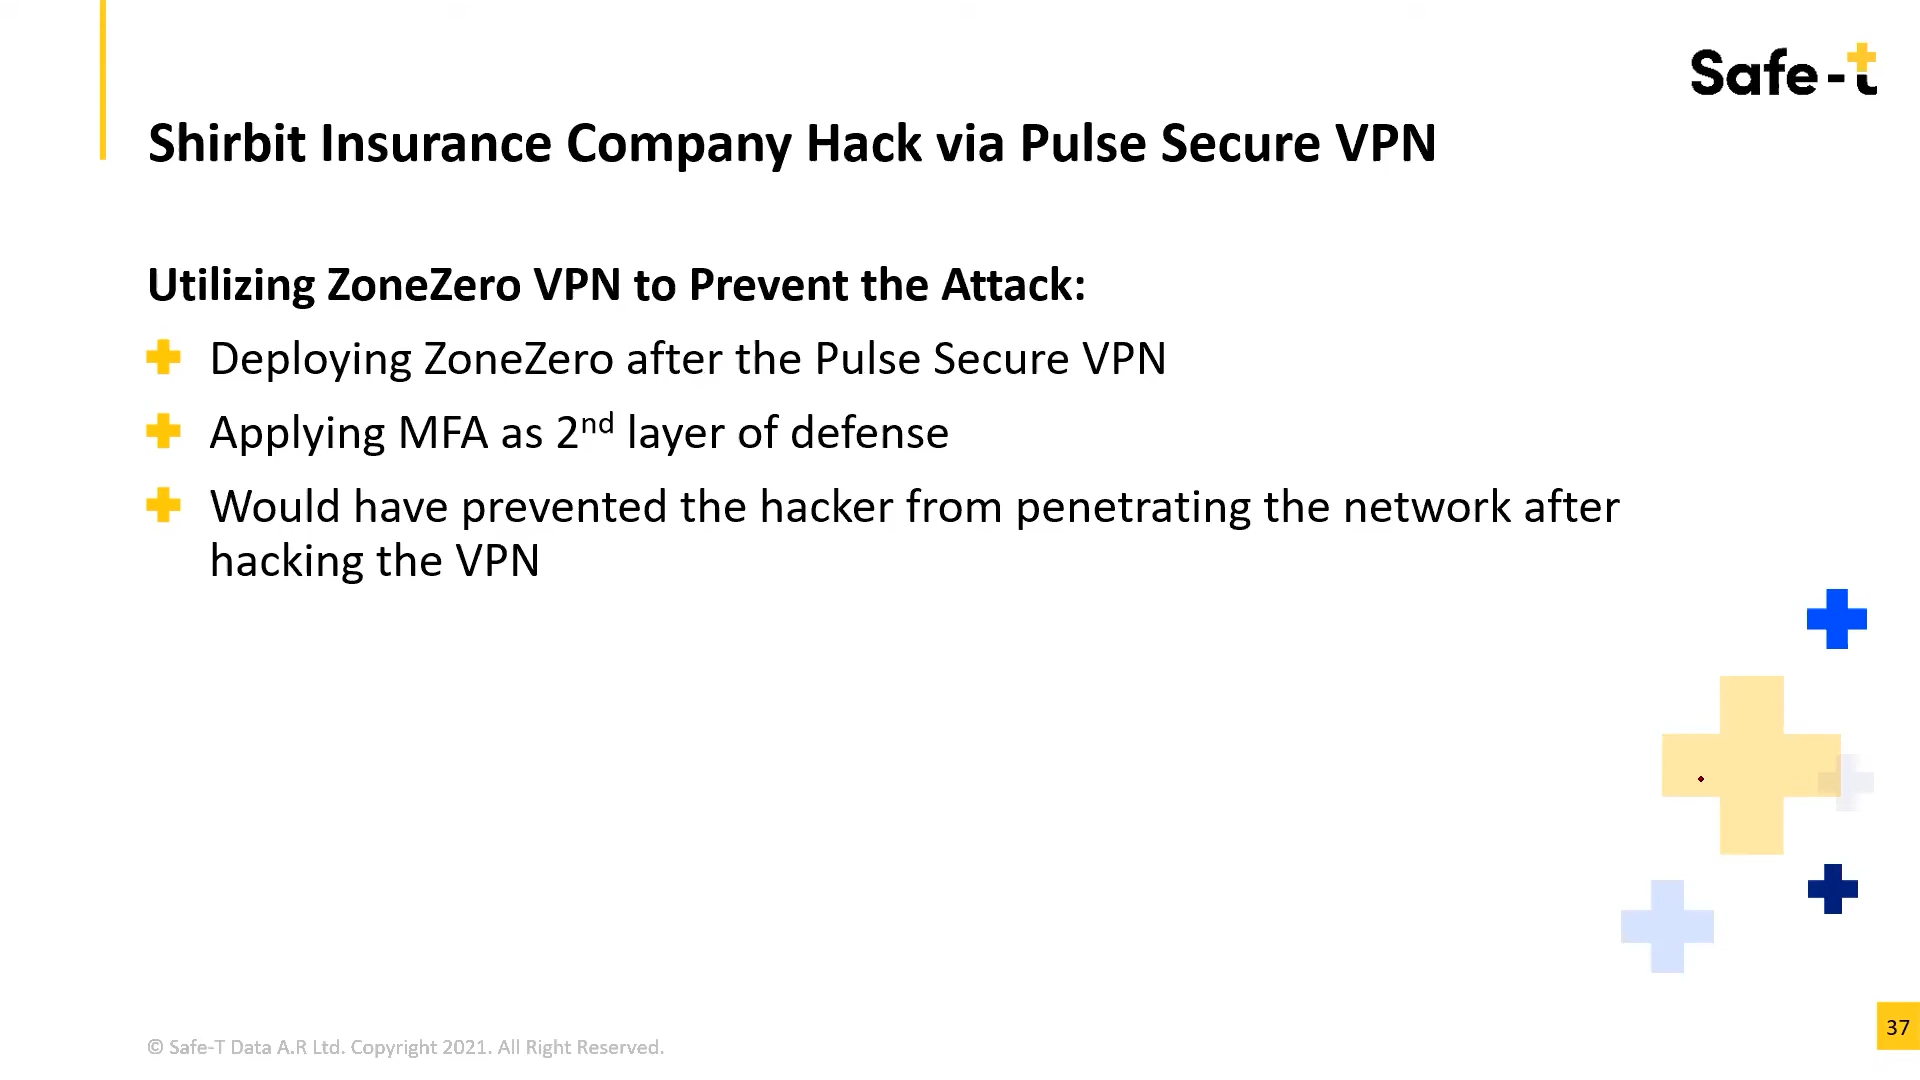 Safe-t
Shirbit Insurance Company Hack via Pulse Secure VPN
Utilizing ZoneZero VPN to Prevent the Attack:
Deploying ZoneZero after the Pulse Secure VPN
Applying MFA as 2nd layer of defense
Would have prevented the hacker from penetrating the network after
hacking the VPN
© Safe-T Data A.R Ltd. Copyright 2021. All Right Reserved.
37